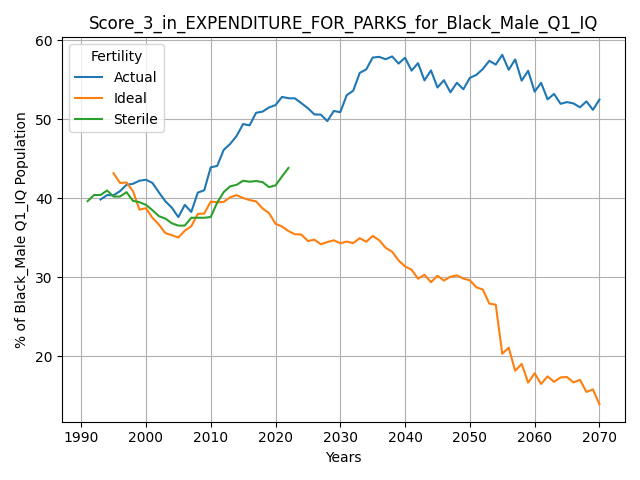 Score_3_in_EXPENDITURE_FOR_PARKS_for_Black_Male_Q1_IQ
Fertility
Actual
Ideal
Sterile
% of Black_Male Q1_IQ Population
60
50
40
30
20
1990 2000 2010 2020 2030 2040 2050 2060 2070
Years